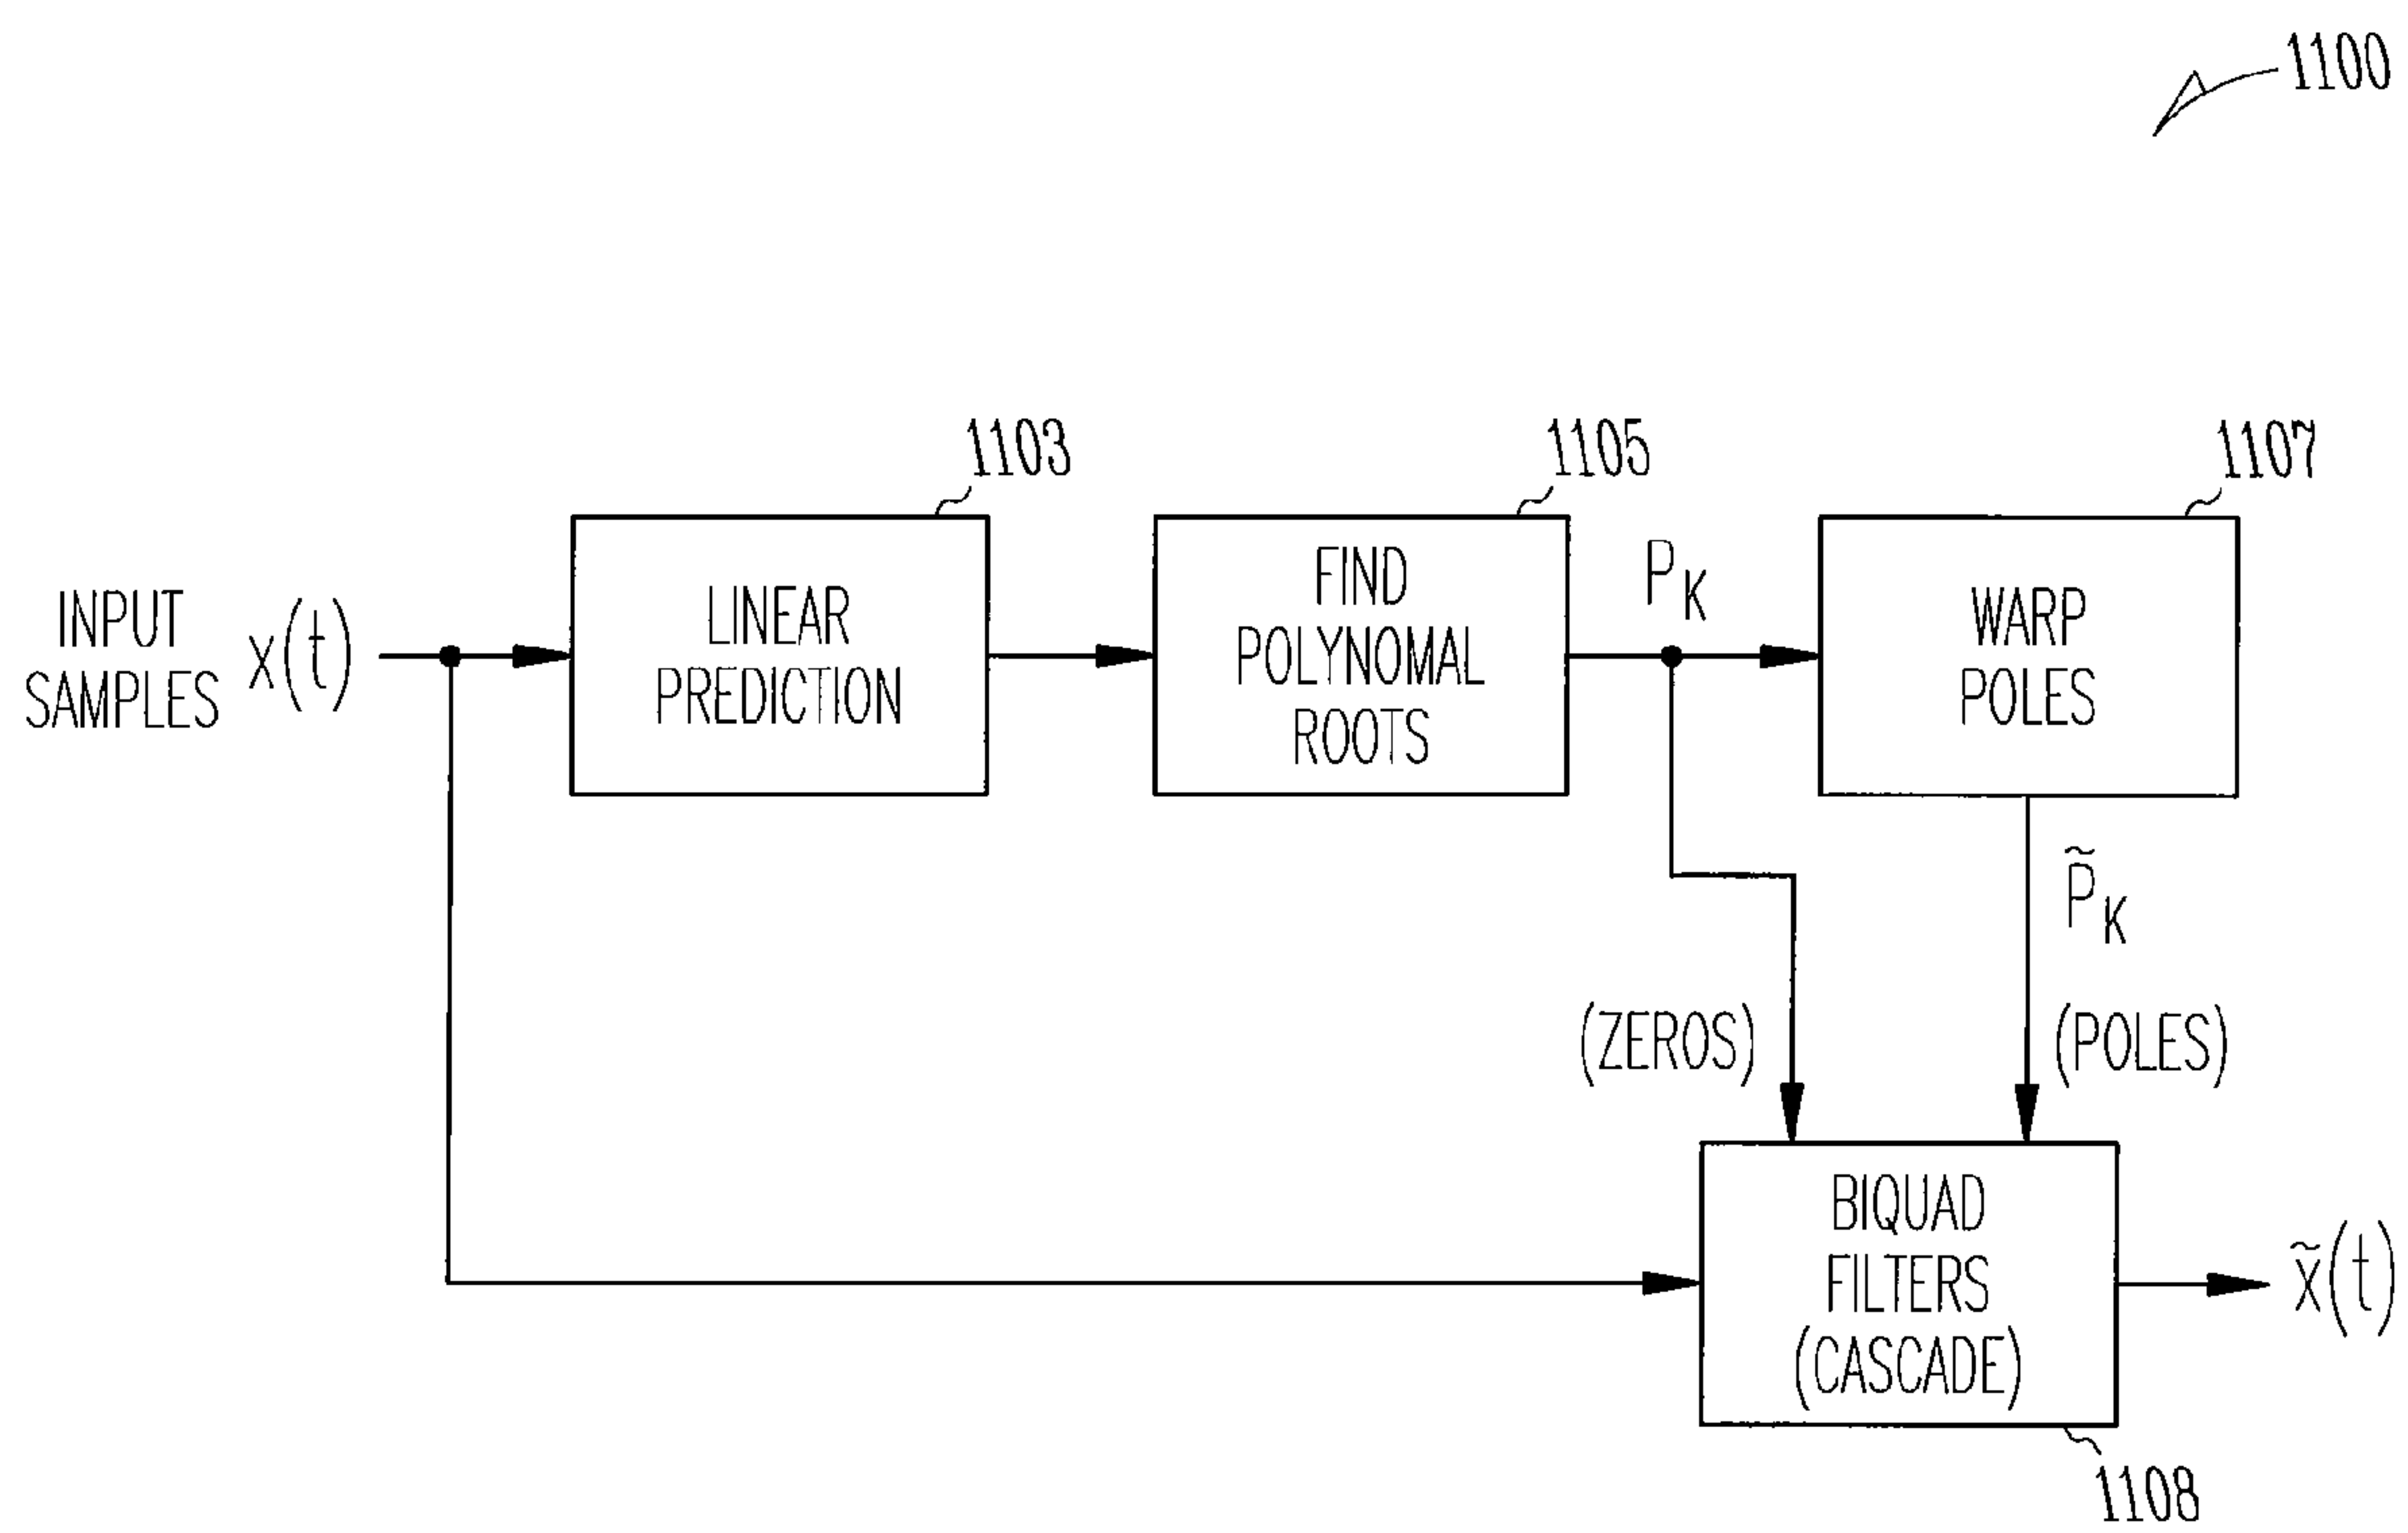 1100
1103
1105
1107
INPUT
SAMPLES
x(t)
LINEAR
PREDICTION
FIND
POLYNOMAL
ROOTS
P_K
WARP
POLES
P̃_K
(ZEROS)
(POLES)
BIQUAD
FILTERS
(CASCADE)
x̃(t)
1108